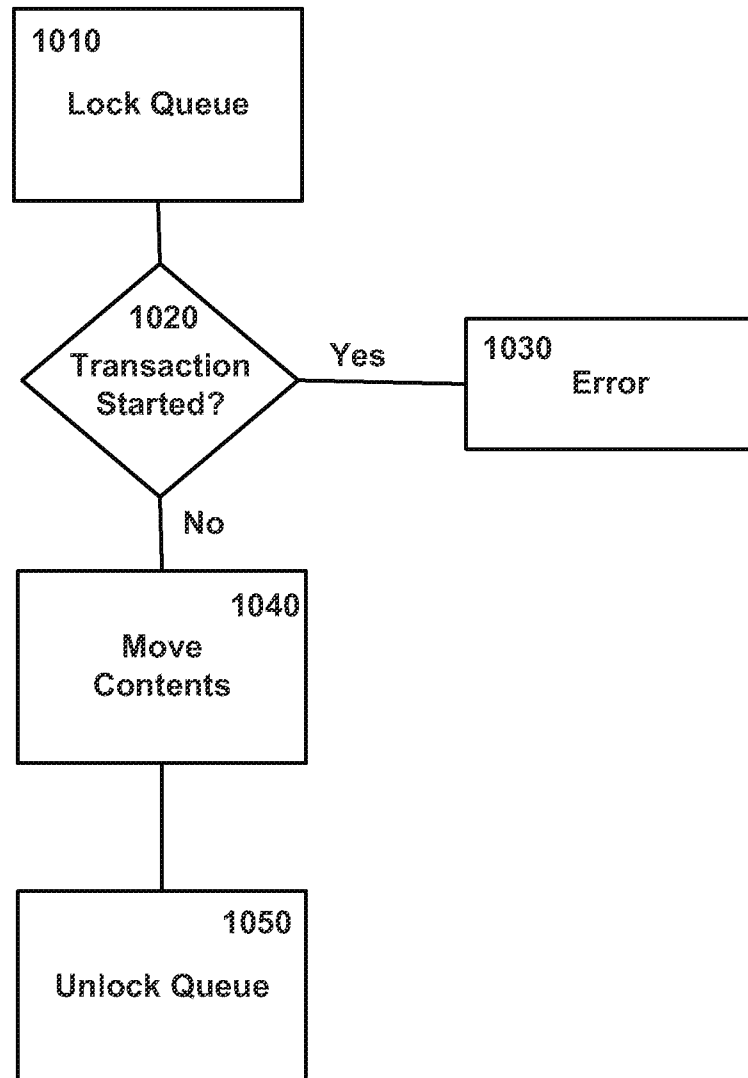 1010
Lock Queue
1020
Transaction
Started?
Yes
1030
Error
No
1040
Move
Contents
1050
Unlock Queue